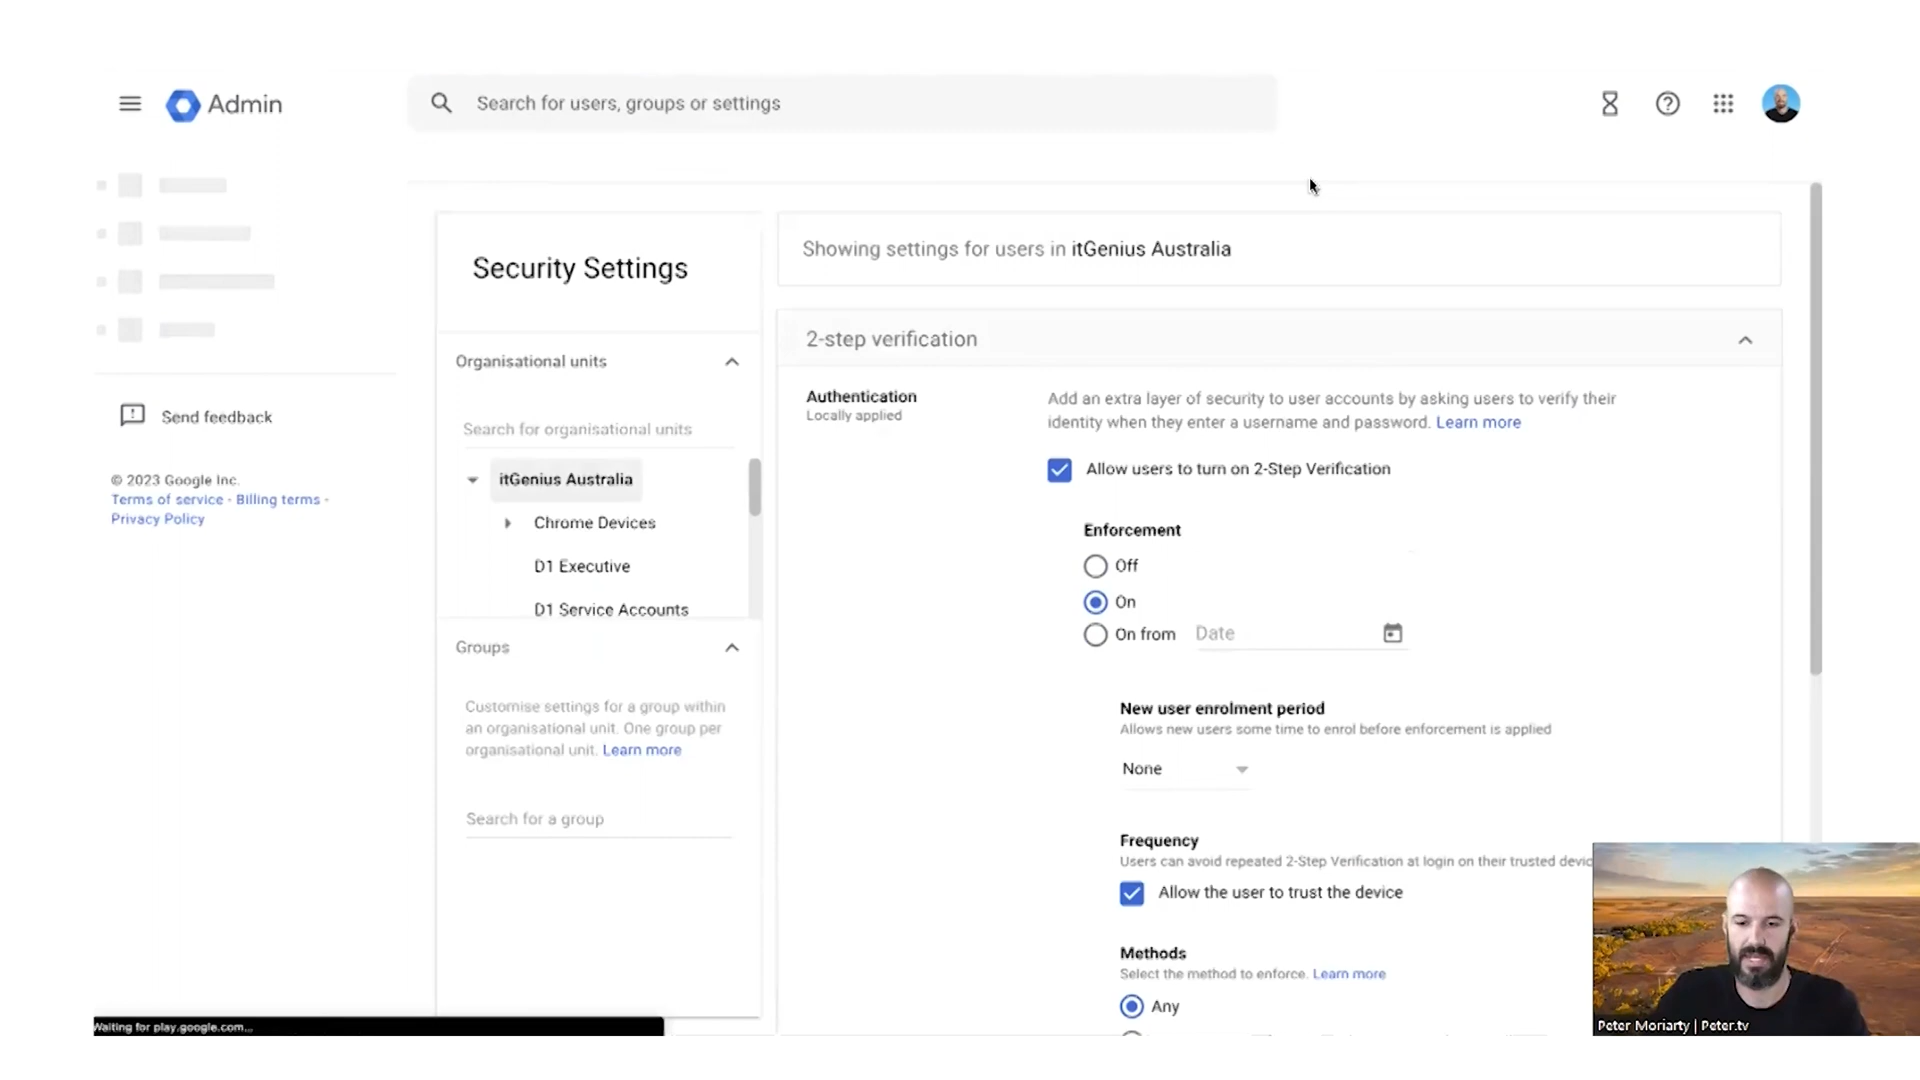 Admin
Search for users, groups or settings
Send feedback
© 2023 Google Inc.
Terms of service - Billing terms -
Privacy Policy
Security Settings
Organisational units
Search for organisational units
itGenius Australia
Chrome Devices
D1 Executive
D1 Service Accounts
Groups
Customise settings for a group within
an organisational unit. One group per
organisational unit. Learn more
Search for a group
Showing settings for users in itGenius Australia
2-step verification
Authentication
Locally applied
Add an extra layer of security to user accounts by asking users to verify their
identity when they enter a username and password. Learn more
Allow users to turn on 2-Step Verification
Enforcement
Off
On
On from Date
New user enrolment period
Allows new users some time to enrol before enforcement is applied
None
Frequency
Users can avoid repeated 2-Step Verification at login on their trusted
Allow the user to trust the device
Methods
Select the method to enforce. Learn more
Any
Waiting for play.google.com...
Peter Moriarty | Peter.tv